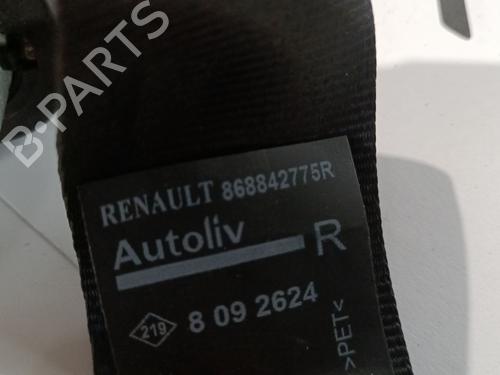 B-PARTS
RENAULT 868842775R
Autoliv
R
219
8 09 2624
>PET<